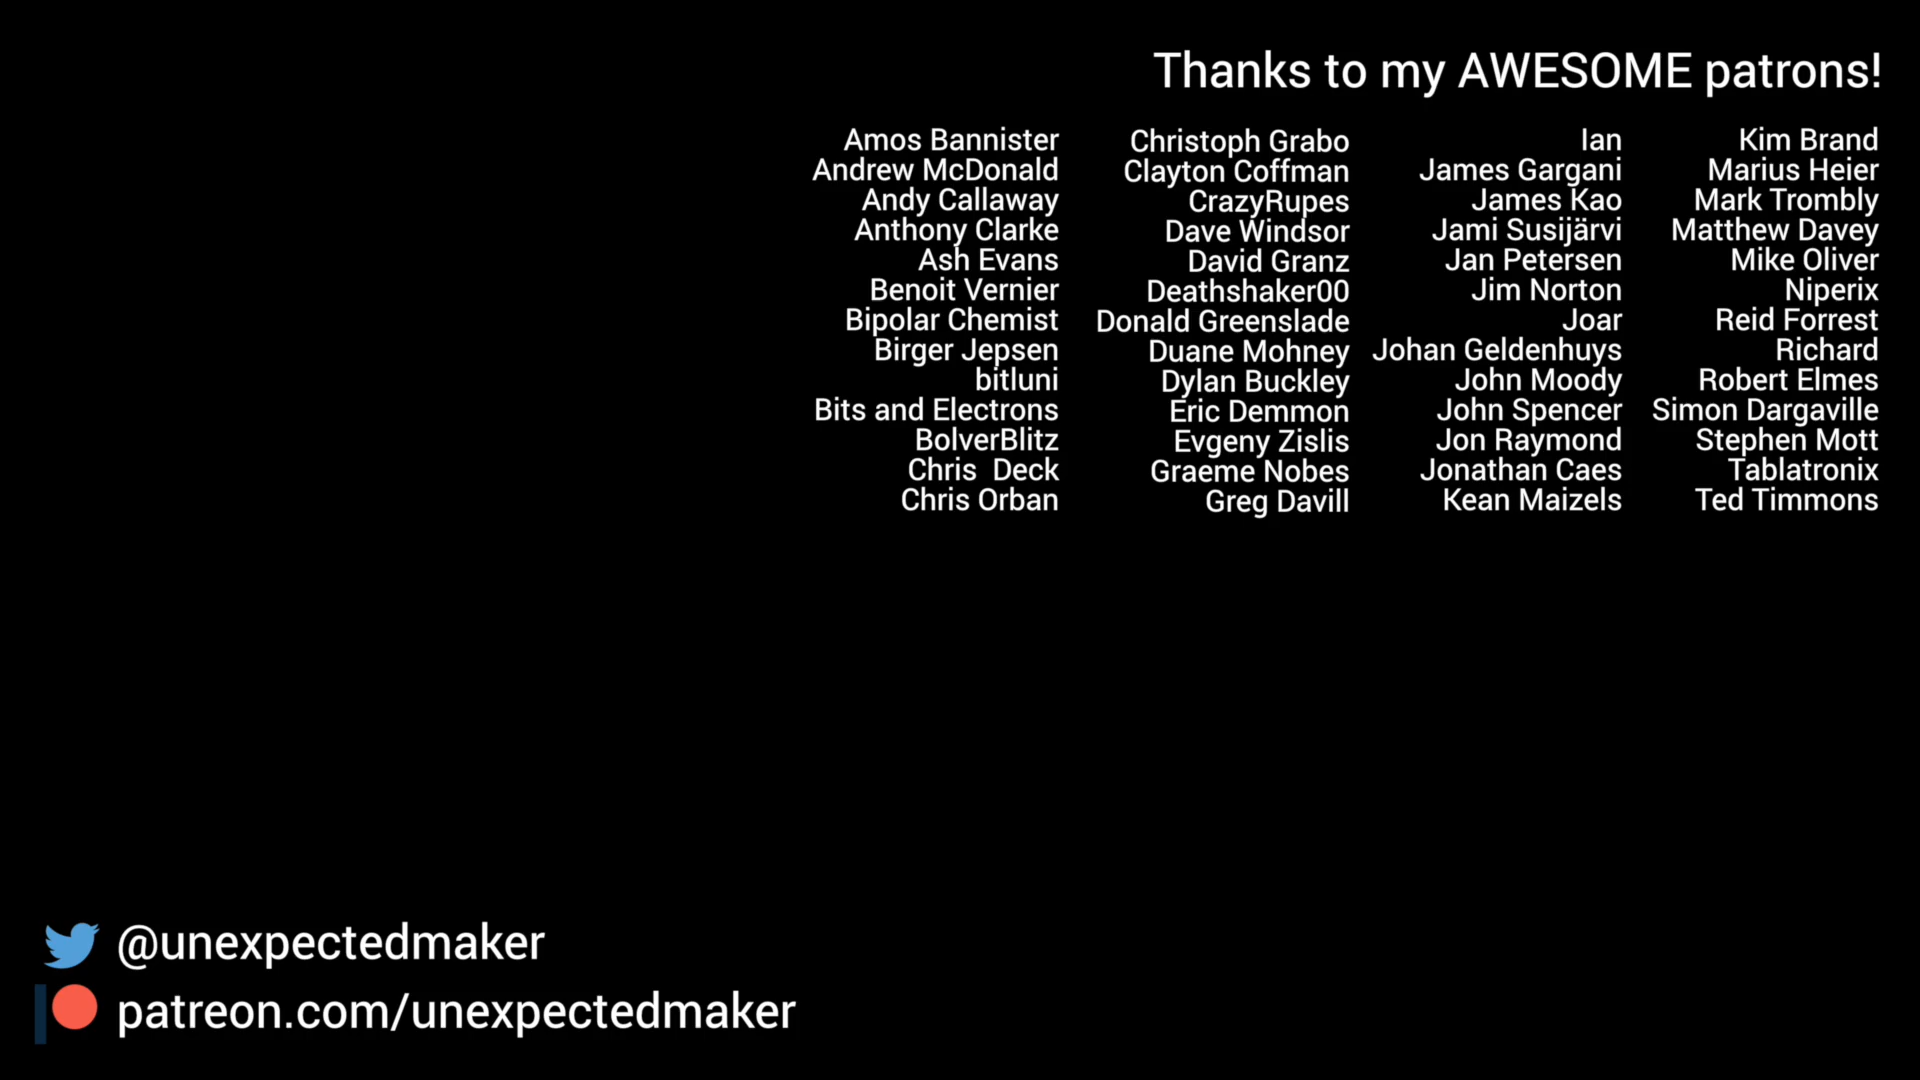 Thanks to my AWESOME patrons!
Amos Bannister
Andrew McDonald
Andy Callaway
Anthony Clarke
Ash Evans
Benoit Vernier
Bipolar Chemist
Birger Jepsen
bitluni
Bits and Electrons
BolverBlitz
Chris  Deck
Chris Orban
Christoph Grabo
Clayton Coffman
CrazyRupes
Dave Windsor
David Granz
Deathshaker00
Donald Greenslade
Duane Mohney
Dylan Buckley
Eric Demmon
Evgeny Zislis
Graeme Nobes
Greg Davill
Ian
James Gargani
James Kao
Jami Susijärvi
Jan Petersen
Jim Norton
Joar
Johan Geldenhuys
John Moody
John Spencer
Jon Raymond
Jonathan Caes
Kean Maizels
Kim Brand
Marius Heier
Mark Trombly
Matthew Davey
Mike Oliver
Niperix
Reid Forrest
Richard
Robert Elmes
Simon Dargaville
Stephen Mott
Tablatronix
Ted Timmons
@unexpectedmaker
patreon.com/unexpectedmaker